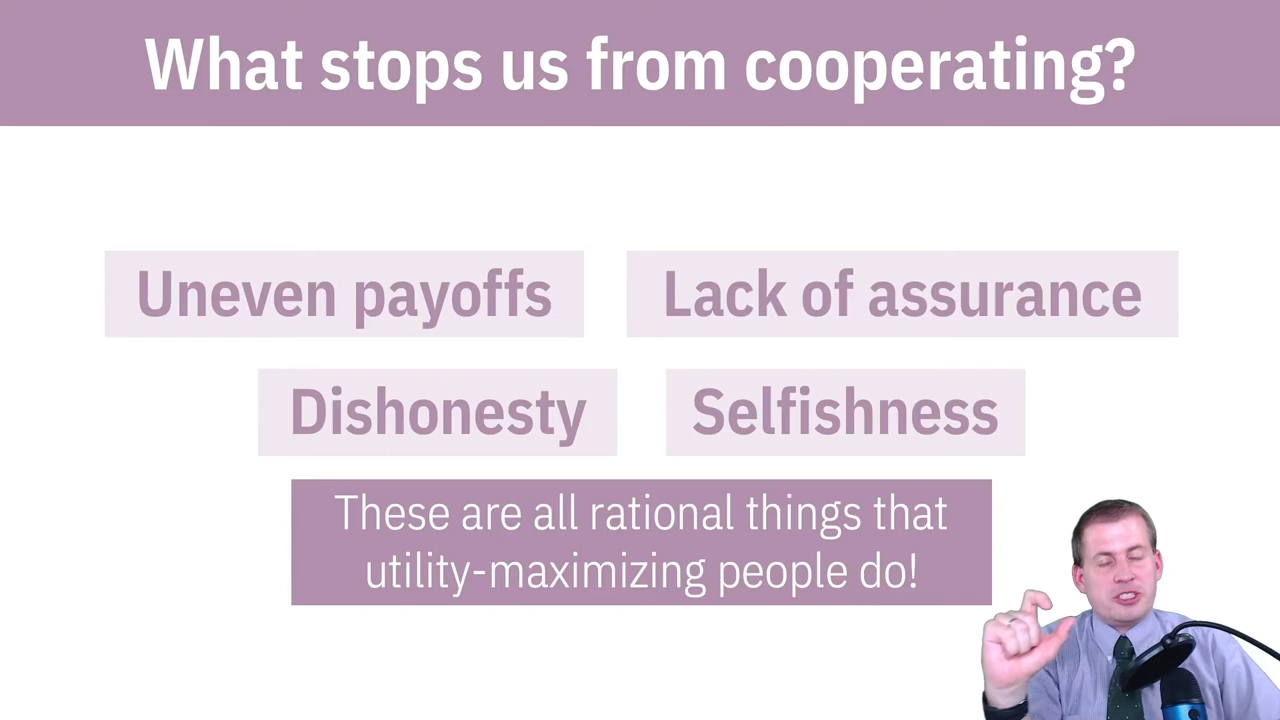 What stops us from cooperating?
Uneven payoffs
Lack of assurance
Dishonesty
Selfishness
These are all rational things that
utility-maximizing people do!